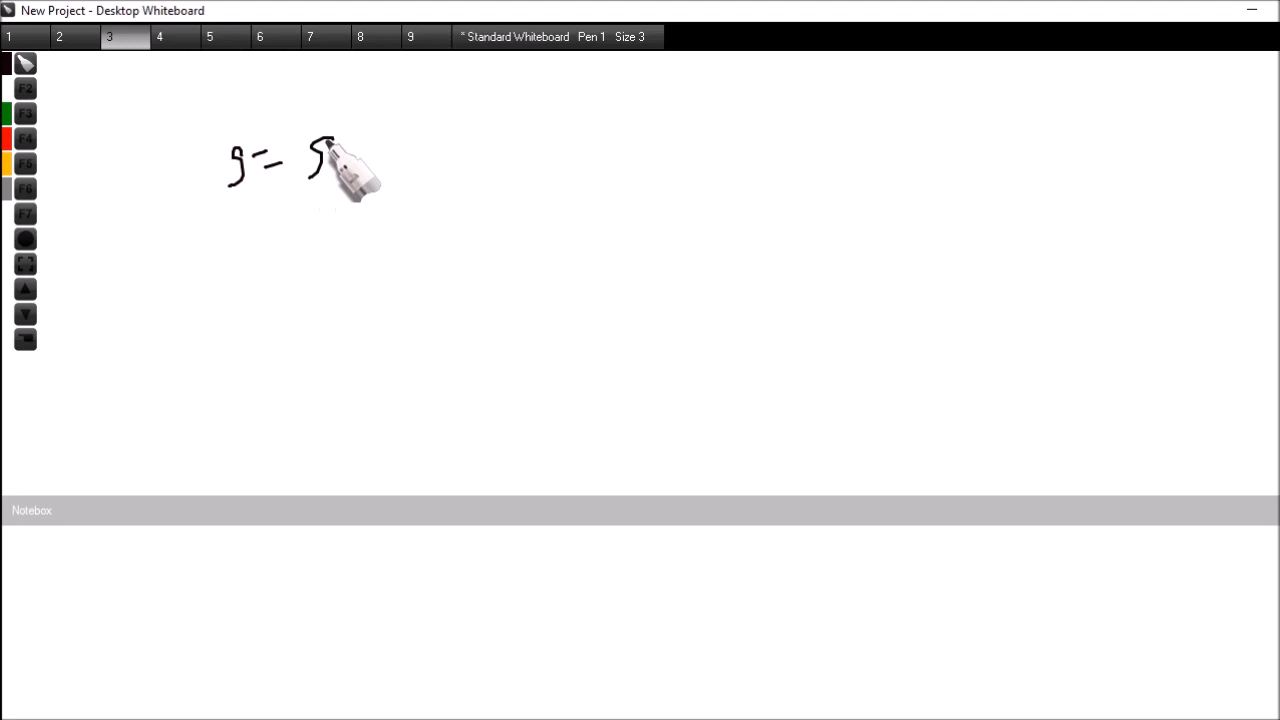 New Project - Desktop Whiteboard
1 2 3 4 5 6 7 8 9 * Standard Whiteboard Pen 1 Size 3
F2
F3
F4
F5
F6
F7
g = 5
Notebox